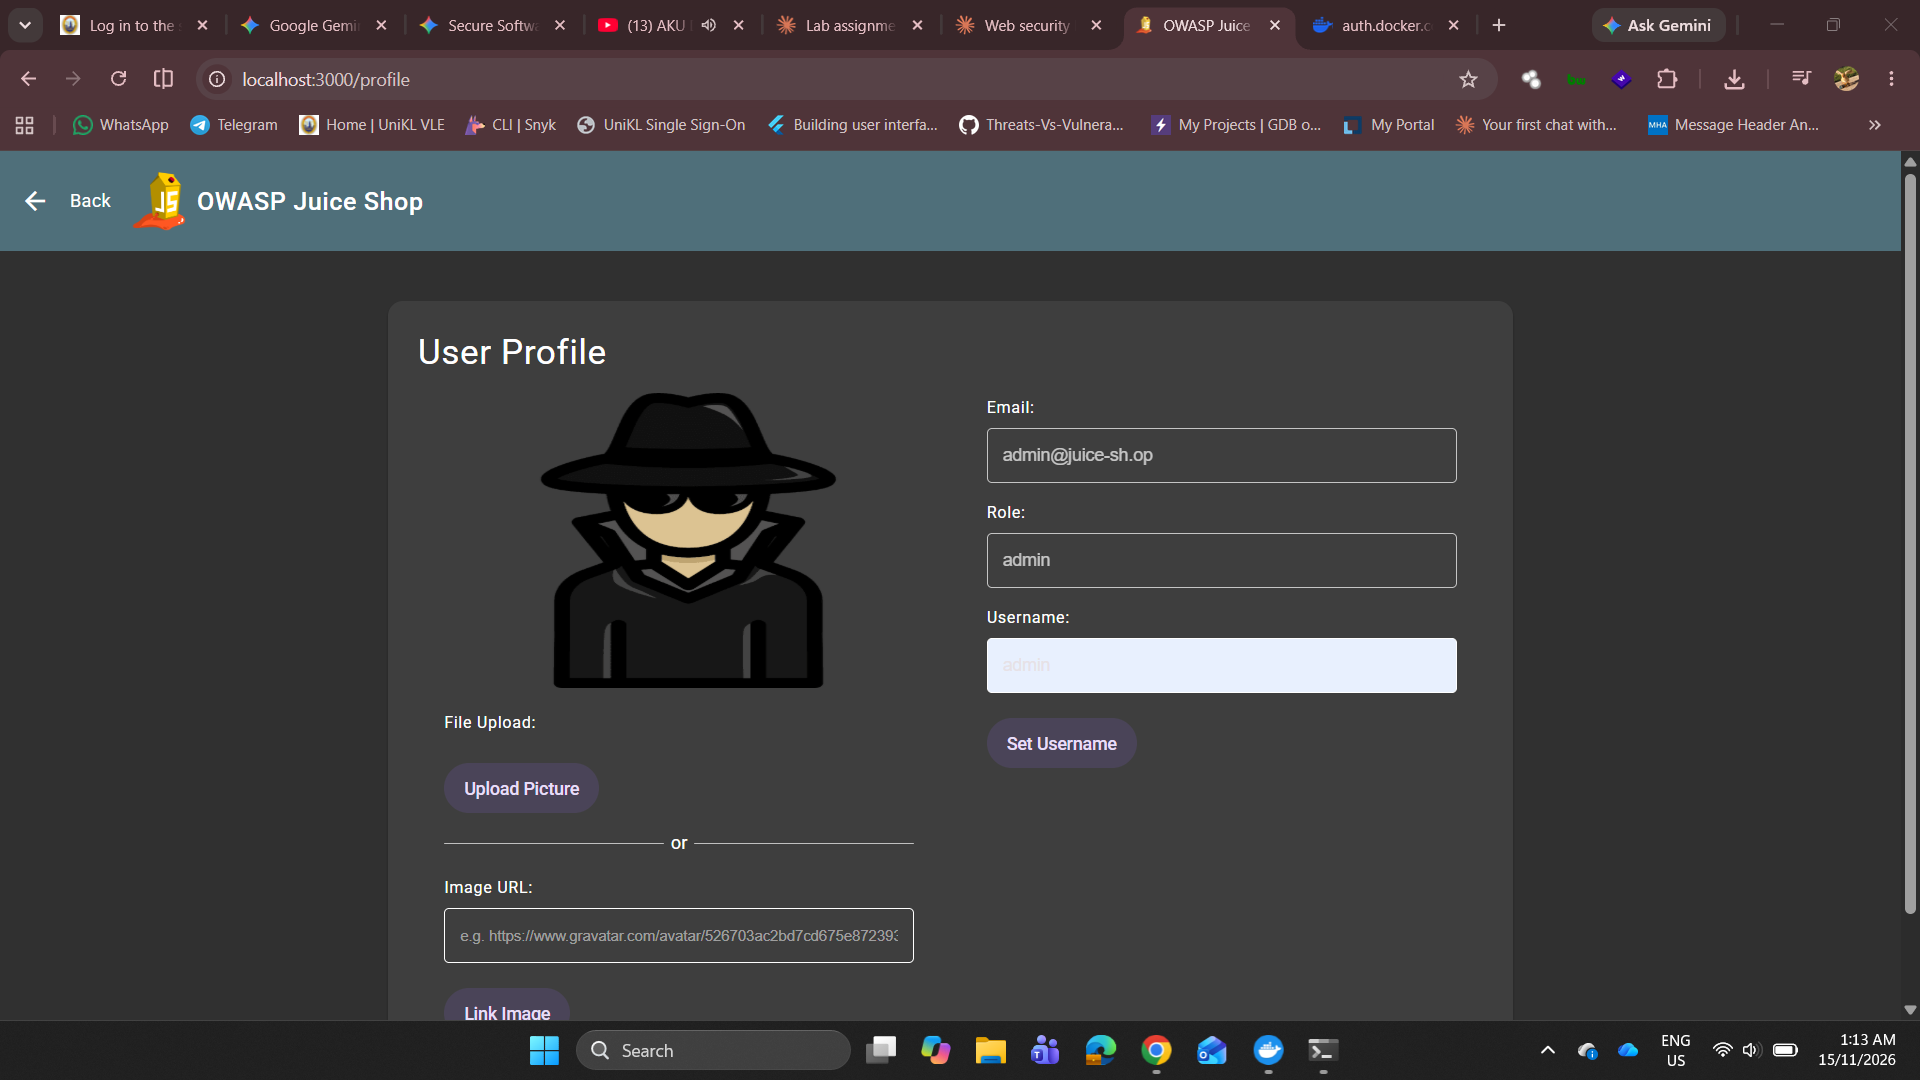 Log in to the
Google Gemi
Secure Softw
(13) AKU
Lab assignme
Web security
OWASP Juice
auth.docker.c
Ask Gemini
localhost:3000/profile
WhatsApp
Telegram
Home | UniKL VLE
CLI | Snyk
UniKL Single Sign-On
Building user interfa...
Threats-Vs-Vulnera...
My Projects | GDB o...
My Portal
Your first chat with...
MHA
Message Header An...
Back
JS
OWASP Juice Shop
User Profile
Email:
admin@juice-sh.op
Role:
admin
Username:
admin
Set Username
File Upload:
Upload Picture
or
Image URL:
e.g. https://www.gravatar.com/avatar/526703ac2bd7cd675e872393
Link Image
Search
ENG
US
1:13 AM
15/11/2026